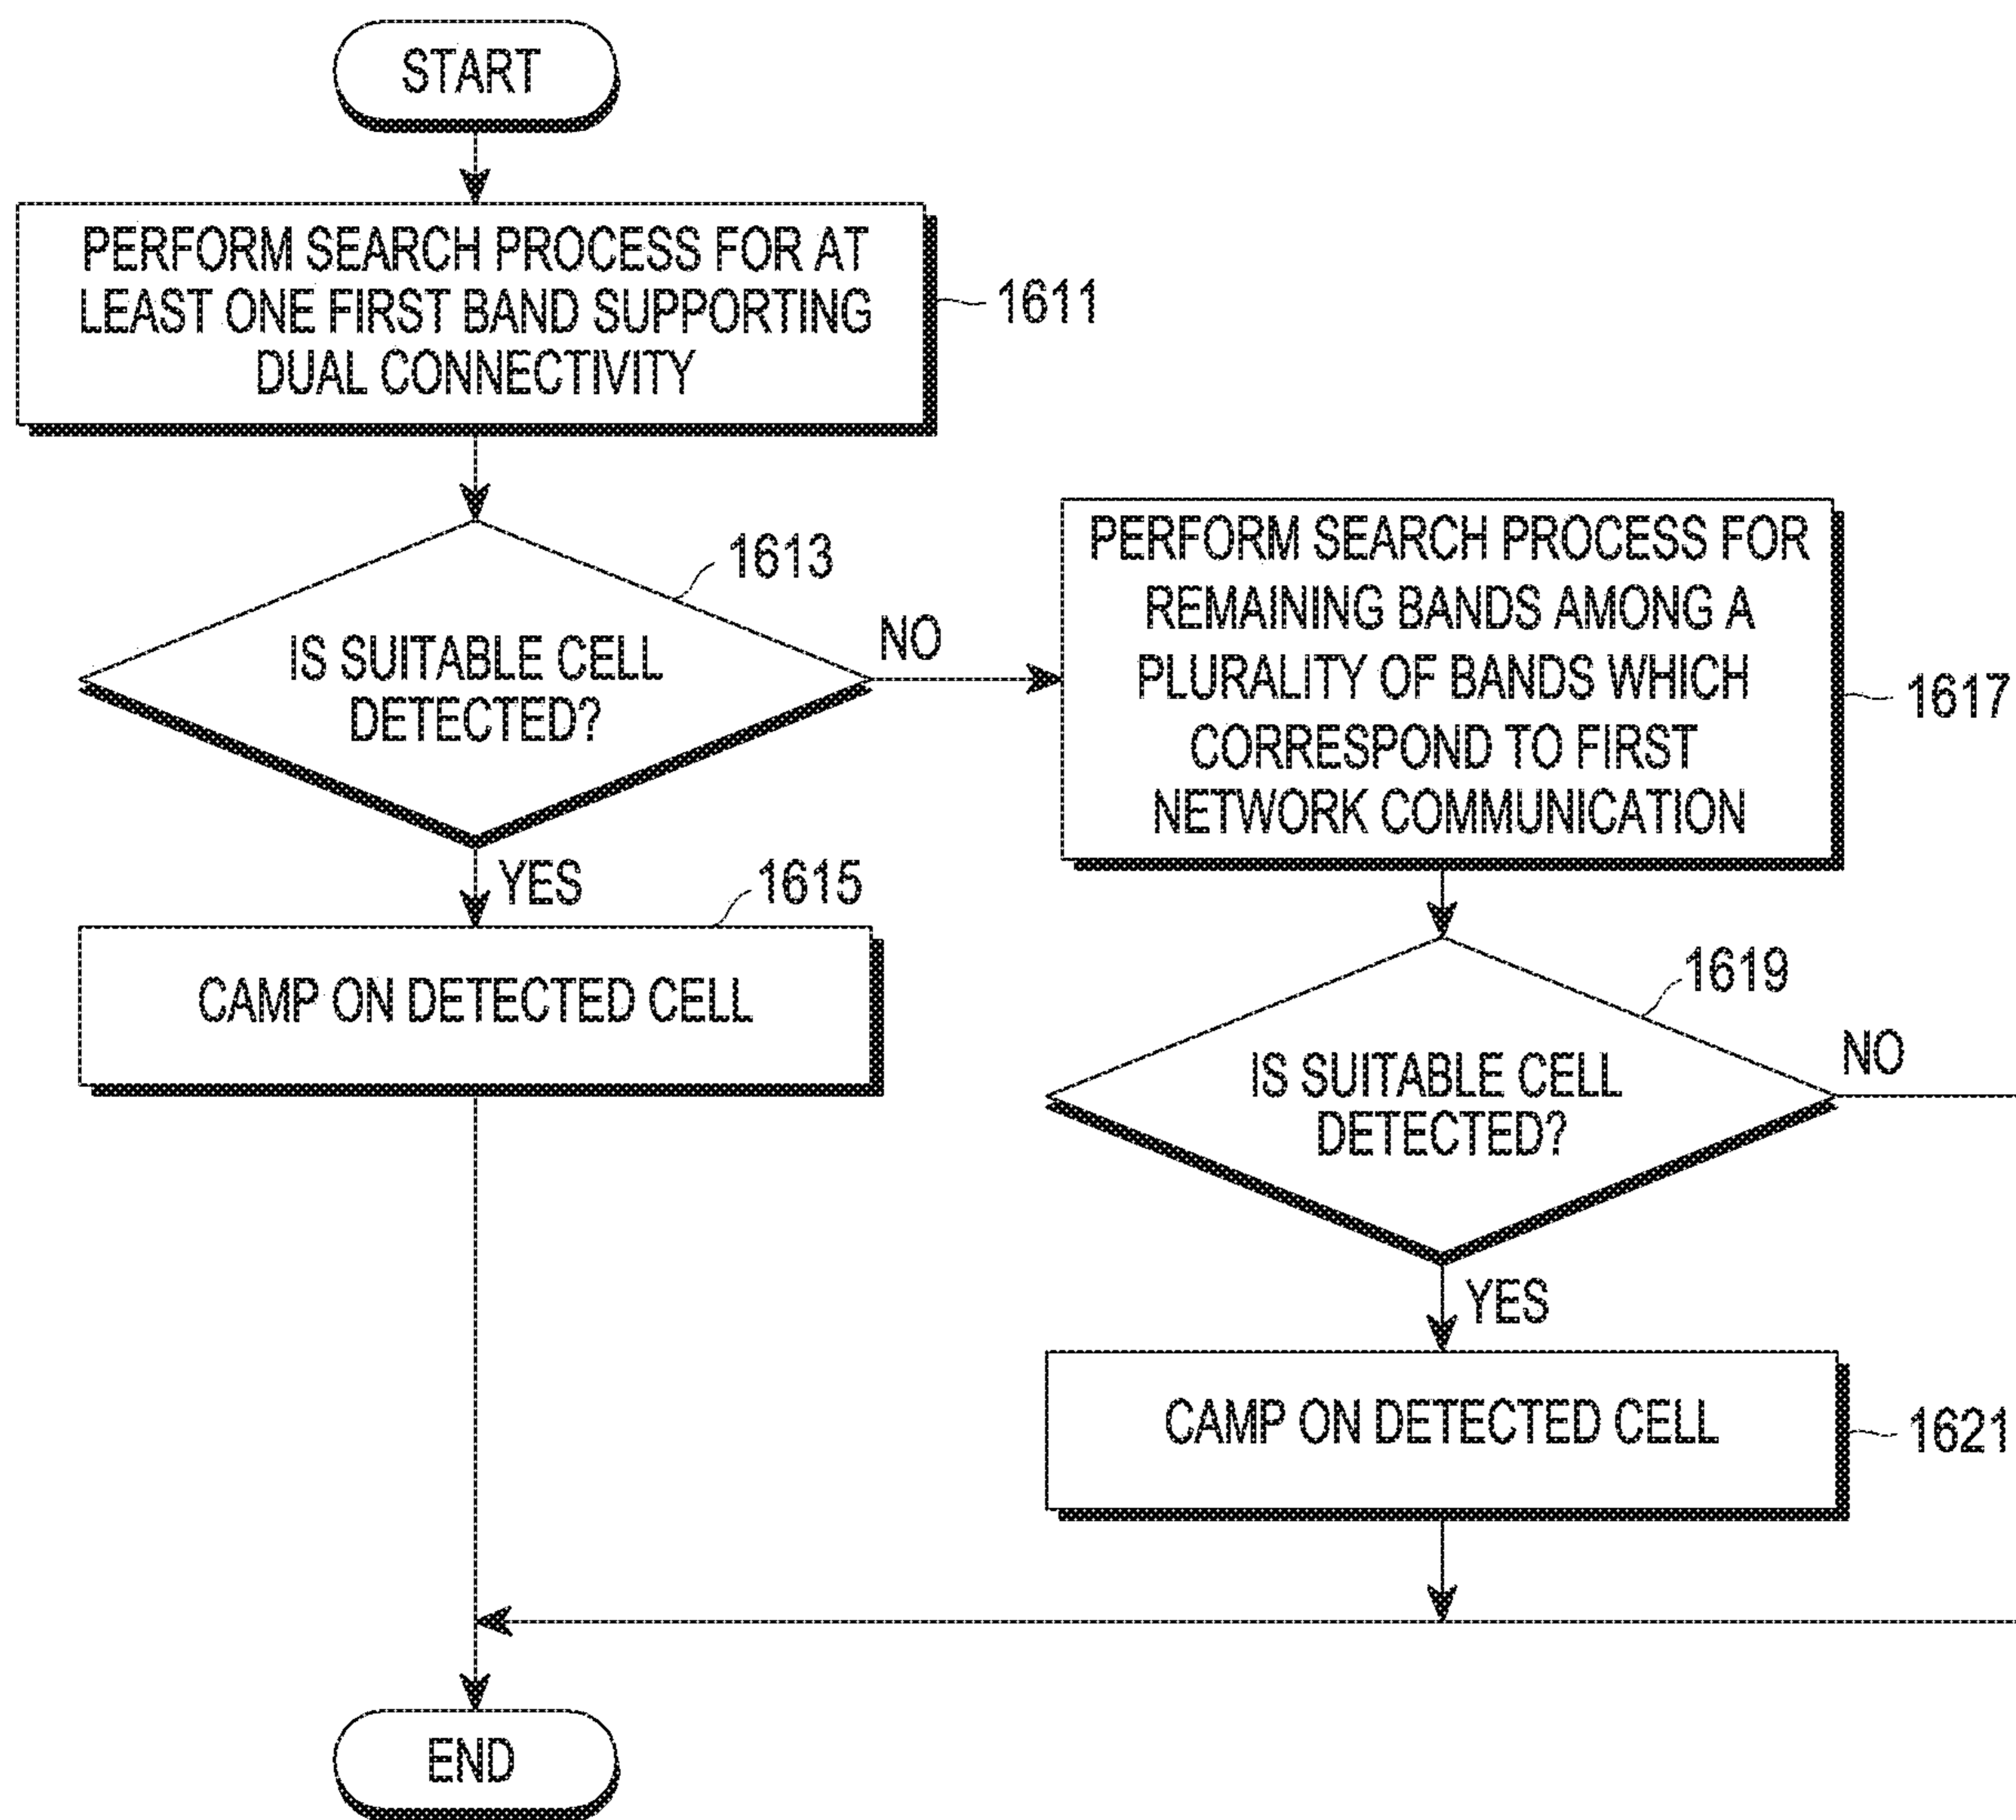 START
PERFORM SEARCH PROCESS FOR AT
LEAST ONE FIRST BAND SUPPORTING
DUAL CONNECTIVITY
1611
1613
IS SUITABLE CELL
DETECTED?
NO
YES
1615
CAMP ON DETECTED CELL
PERFORM SEARCH PROCESS FOR
REMAINING BANDS AMONG A
PLURALITY OF BANDS WHICH
CORRESPOND TO FIRST
NETWORK COMMUNICATION
1617
1619
IS SUITABLE CELL
DETECTED?
NO
YES
CAMP ON DETECTED CELL
1621
END